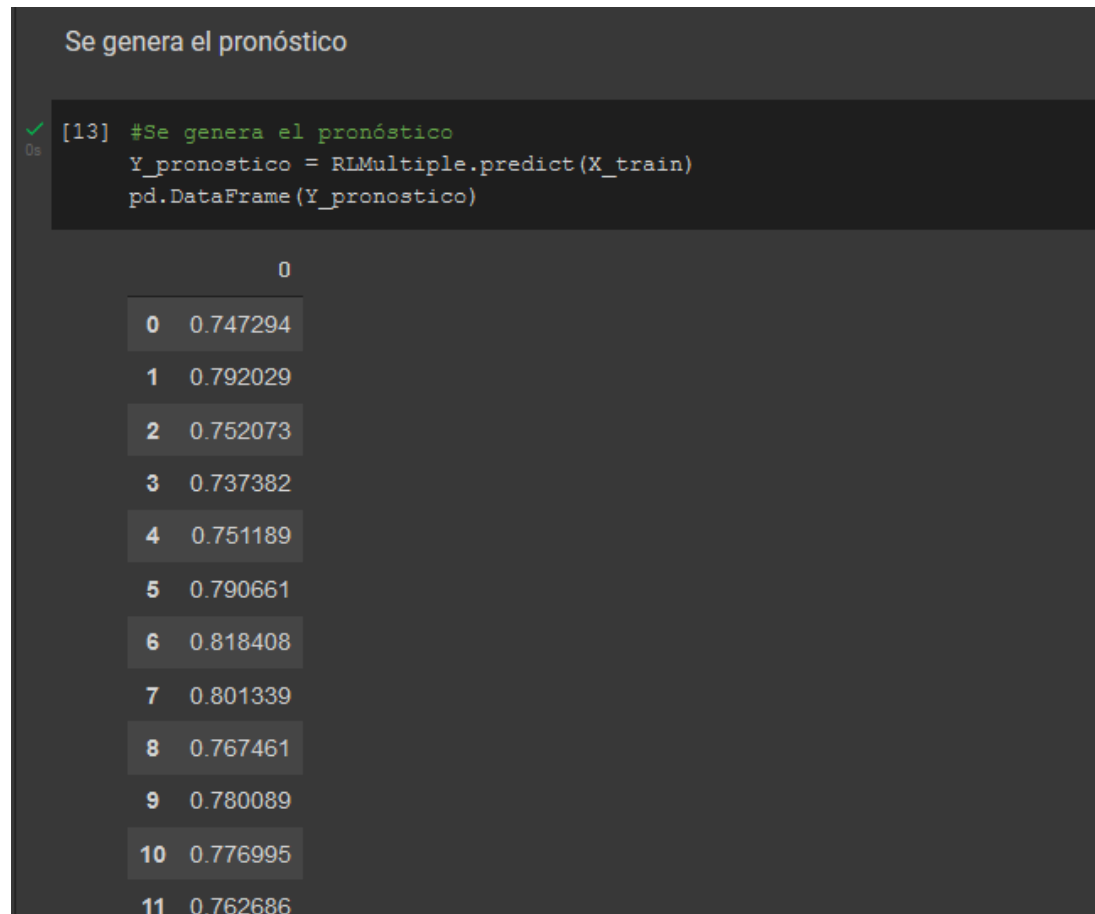 Se genera el pronóstico
[13] #Se genera el pronóstico
0s
Y_pronostico = RLMultiple.predict(X_train)
pd.DataFrame(Y_pronostico)
0
0 0.747294
1 0.792029
2 0.752073
3 0.737382
4 0.751189
5 0.790661
6 0.818408
7 0.801339
8 0.767461
9 0.780089
10 0.776995
11 0.762686